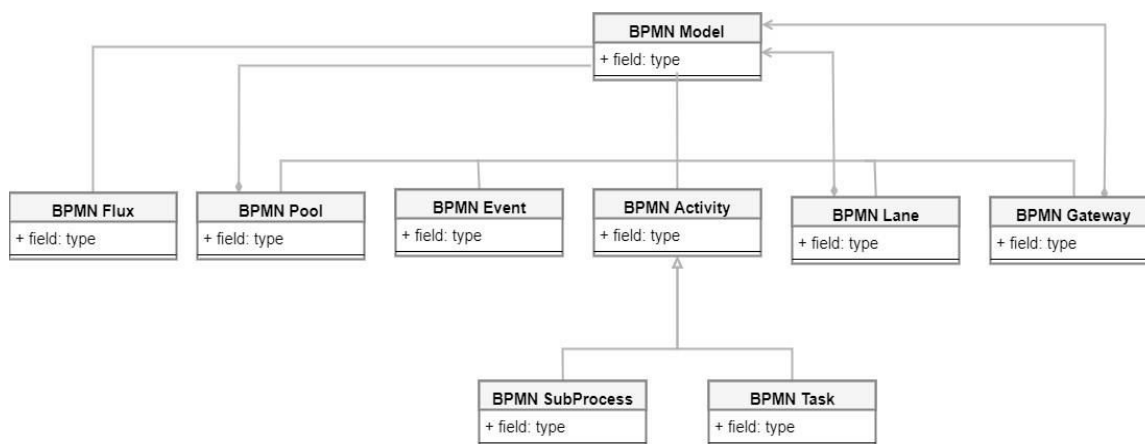 BPMN Model
+ field: type
BPMN Flux
+ field: type
BPMN Pool
+ field: type
BPMN Event
+ field: type
BPMN Activity
+ field: type
BPMN Lane
+ field: type
BPMN Gateway
+ field: type
BPMN SubProcess
+ field: type
BPMN Task
+ field: type